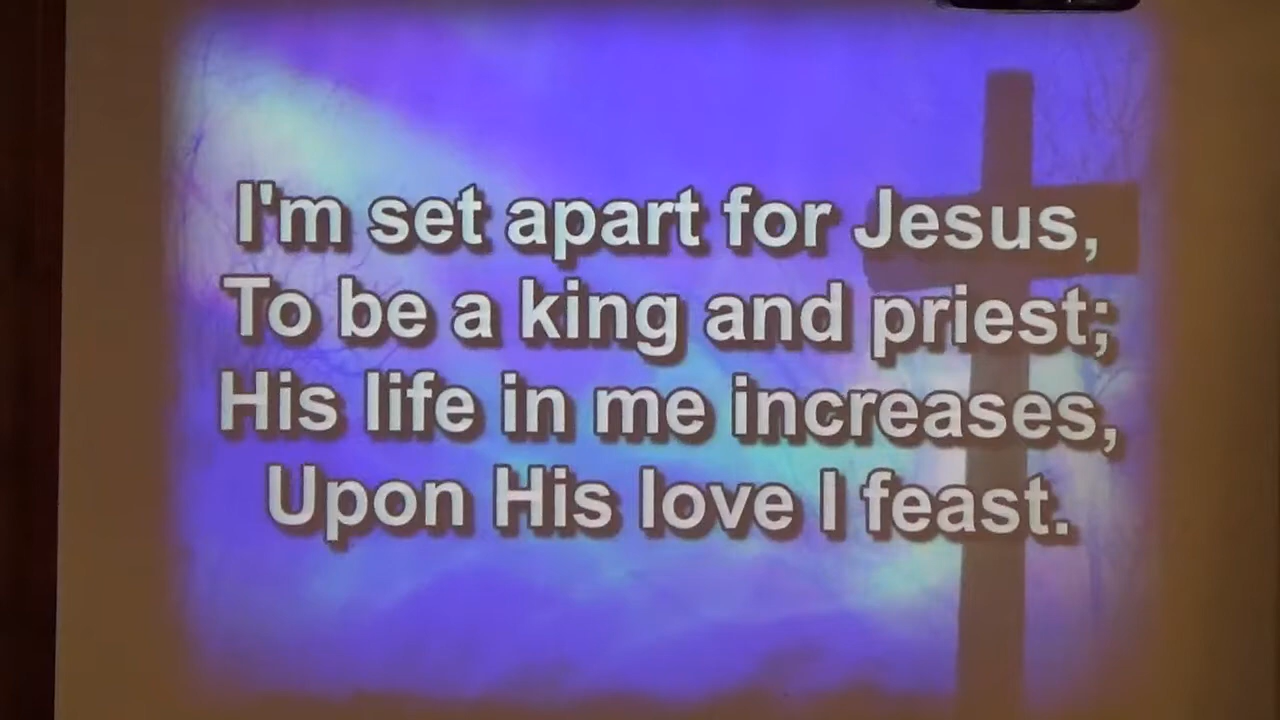 I'm set apart for Jesus,
To be a king and priest;
His life in me increases,
Upon His love I feast.